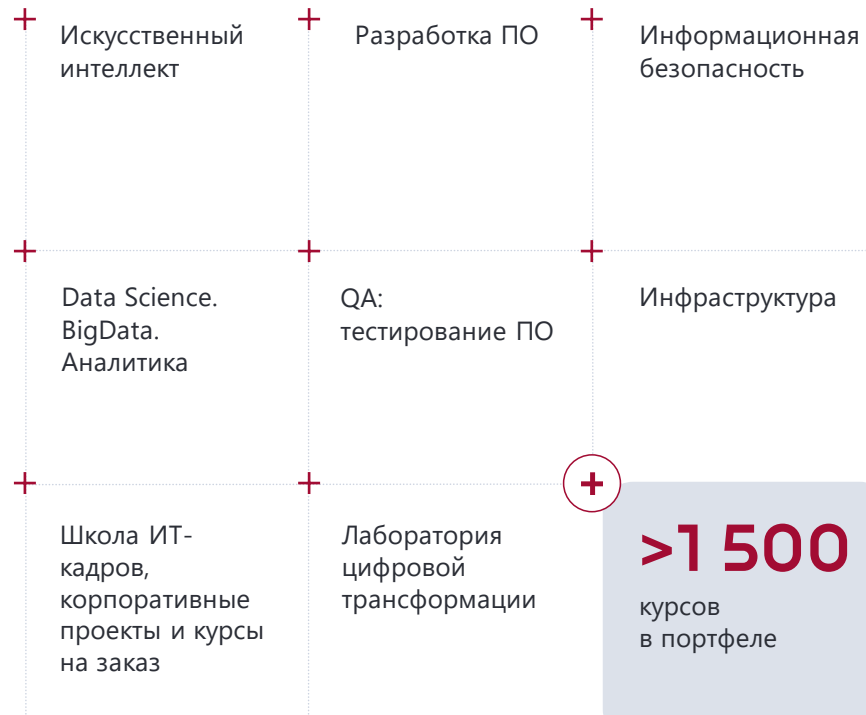 Искусственный
интеллект
Разработка ПО
Информационная
безопасность
Data Science.
BigData.
Аналитика
QA:
тестирование ПО
Инфраструктура
Школа ИТ-
кадров,
корпоративные
проекты и курсы
на заказ
Лаборатория
цифровой
трансформации
>1 500
курсов
в портфеле